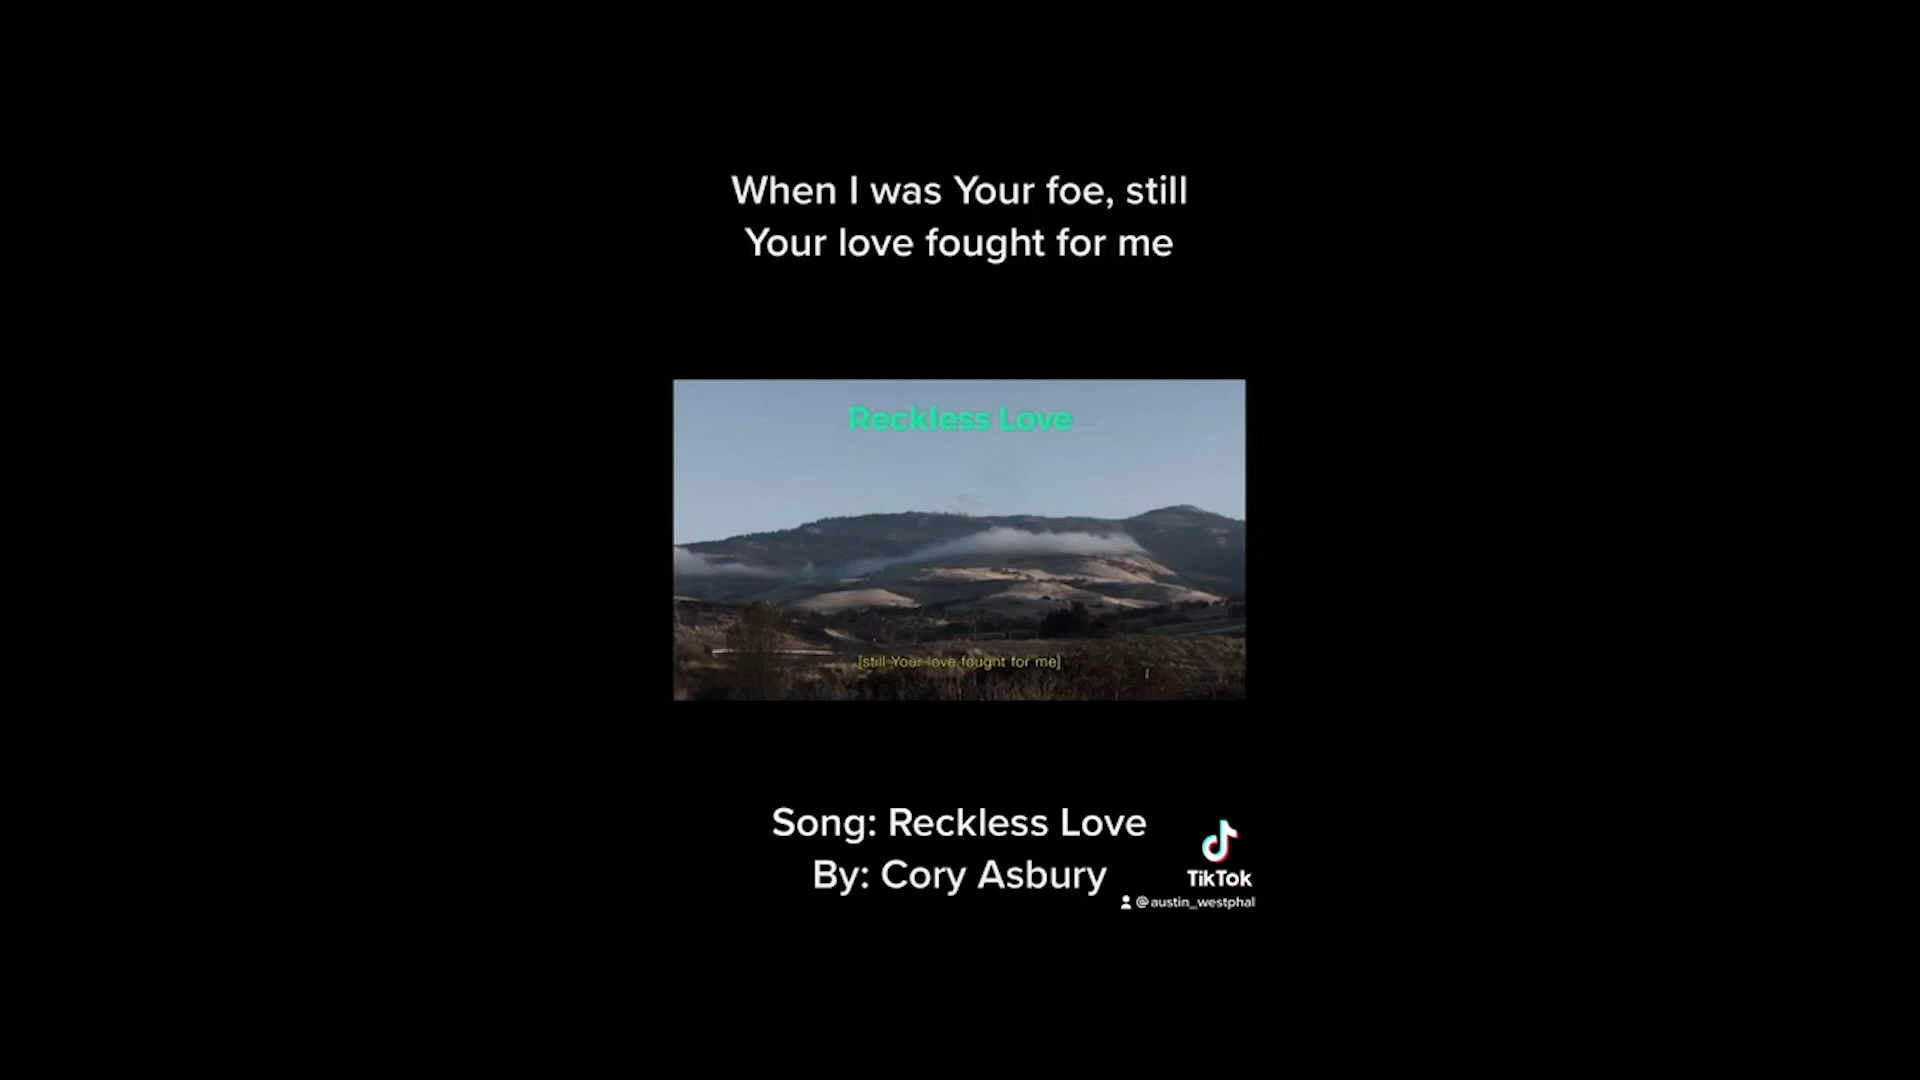 When I was Your foe, still
Your love fought for me
Reckless Love
[still Your love fought for me]
Song: Reckless Love
By: Cory Asbury
TikTok
@austin_westphal